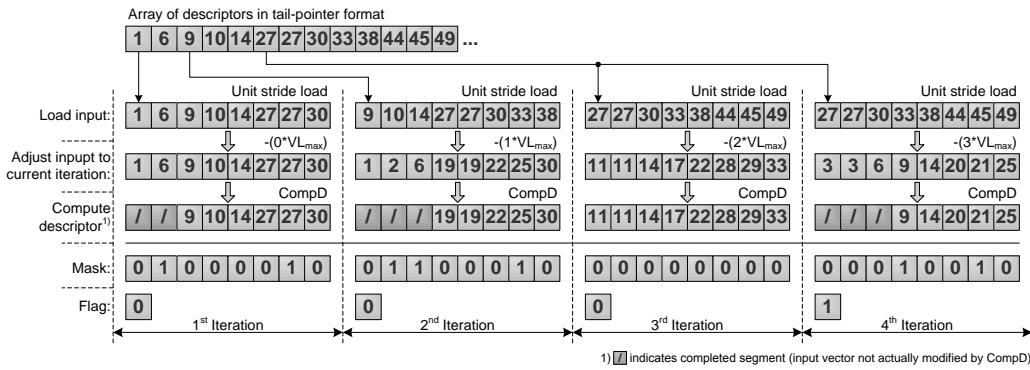 Array of descriptors in tail-pointer format
1 6 9 10 14 27 27 30 33 38 44 45 49 ...
Unit stride load Unit stride load Unit stride load Unit stride load
Load input: 1 6 9 10 14 27 27 30 9 10 14 27 27 30 33 38 27 27 30 33 38 44 45 49 27 27 30 33 38 44 45 49
-(0*VLmax) -(1*VLmax) -(2*VLmax) -(3*VLmax)
Adjust inpupt to
current iteration: 1 6 9 10 14 27 27 30 1 2 6 19 19 22 25 30 11 11 14 17 22 28 29 33 3 3 6 9 14 20 21 25
CompD CompD CompD CompD
Compute
descriptor1): / / 9 10 14 27 27 30 / / / 19 19 22 25 30 11 11 14 17 22 28 29 33 / / / 9 14 20 21 25
Mask: 0 1 0 0 0 0 1 0 0 1 1 0 0 0 1 0 0 0 0 0 0 0 0 0 0 0 0 1 0 0 1 0
Flag: 0 0 0 1
1st Iteration 2nd Iteration 3rd Iteration 4th Iteration
1) / indicates completed segment (input vector not actually modified by CompD)